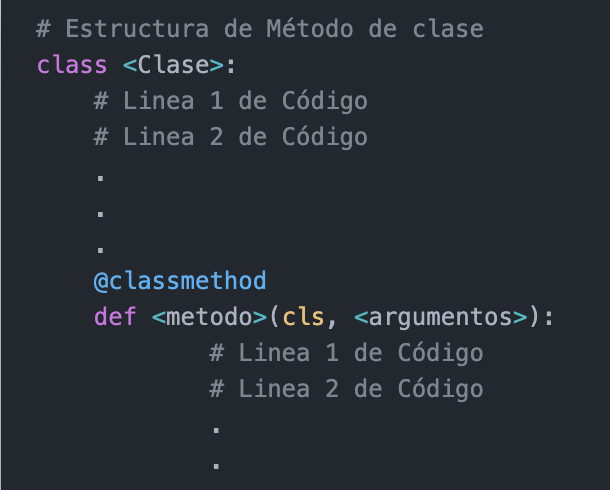 # Estructura de Método de clase
class <Clase>:
    # Linea 1 de Código
    # Linea 2 de Código
    .
    .
    .
    @classmethod
    def <metodo>(cls, <argumentos>):
            # Linea 1 de Código
            # Linea 2 de Código
            .
            .